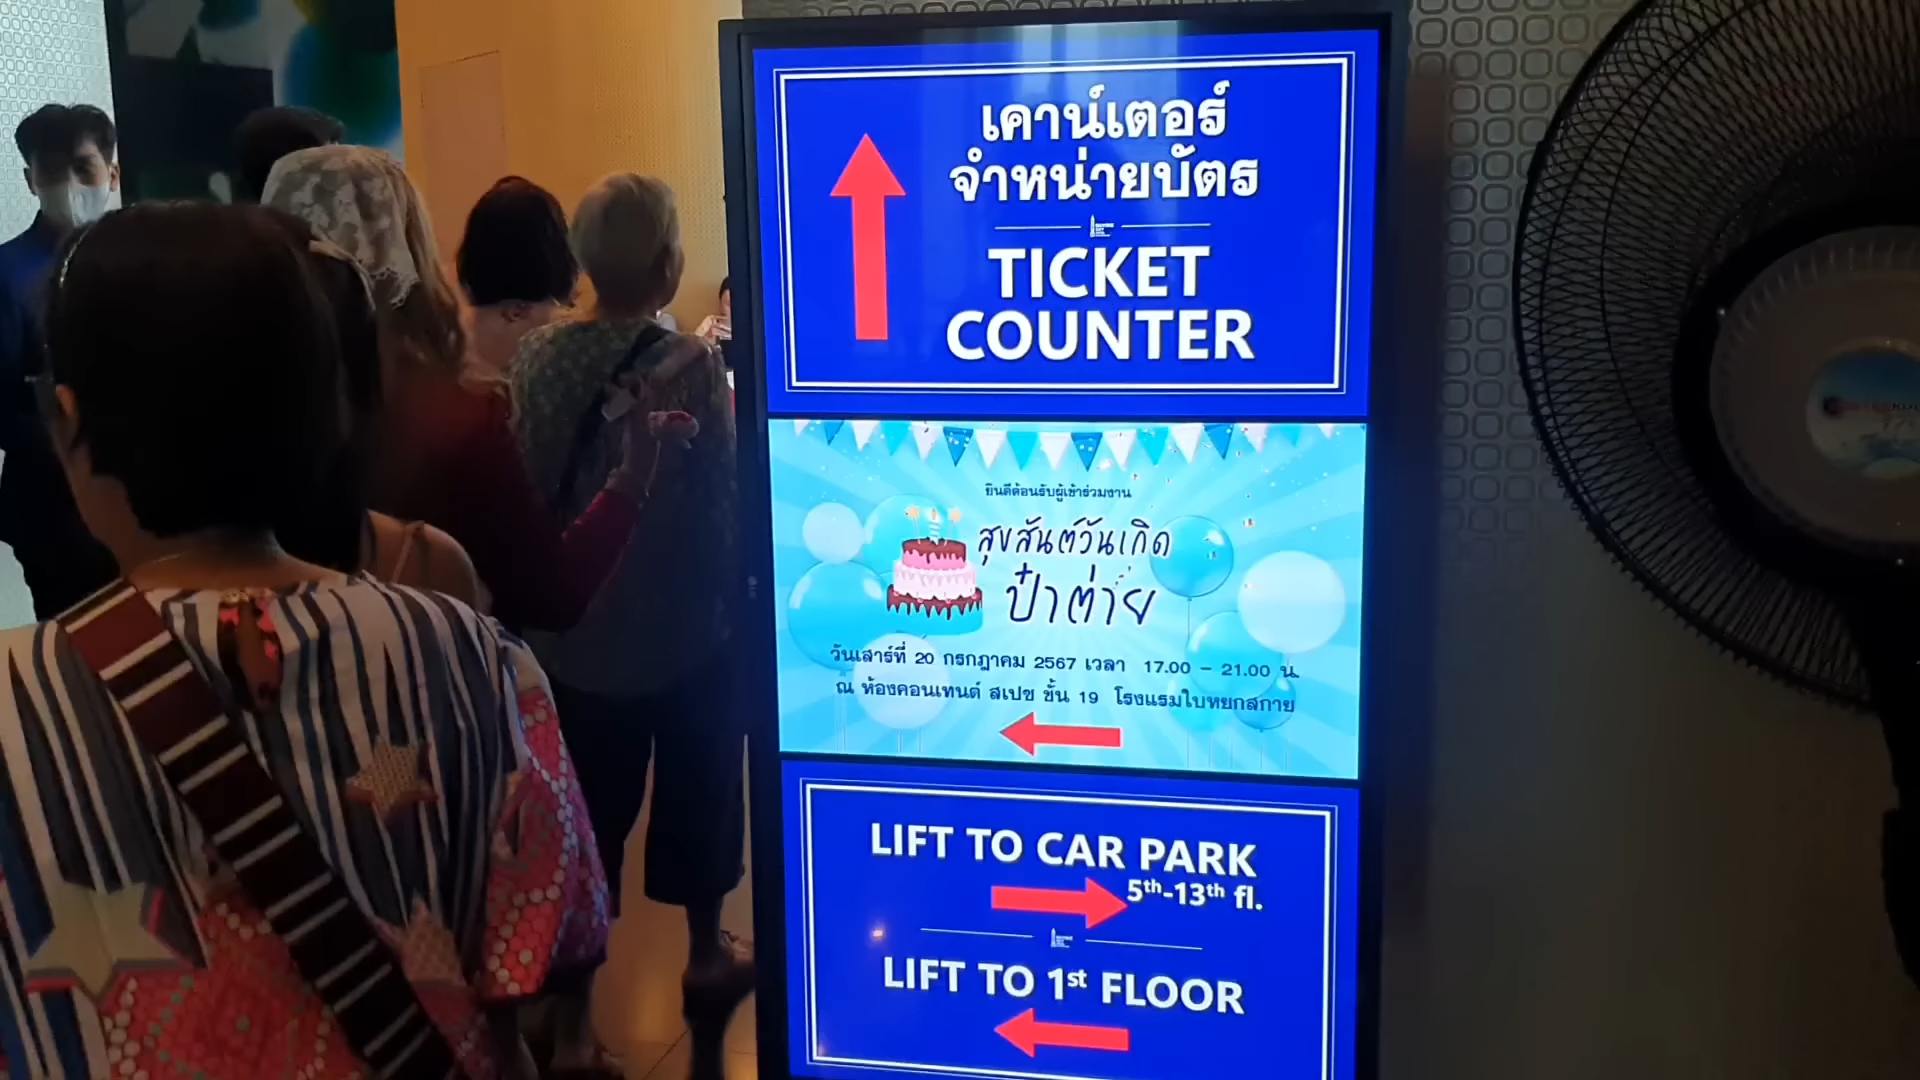 เคาน์เตอร์
จำหน่ายบัตร
TICKET
COUNTER
ยินดีต้อนรับผู้เข้าร่วมงาน
สุขสันต์วันเกิด
ป๋าต่าย
วันเสาร์ที่ 20 กรกฎาคม 2567 เวลา 17.00 - 21.00 น.
ณ ห้องคอนเทนต์ สเปซ ชั้น 19 โรงแรมใบหยกสกาย
LIFT TO CAR PARK
5th-13th fl.
LIFT TO 1st FLOOR